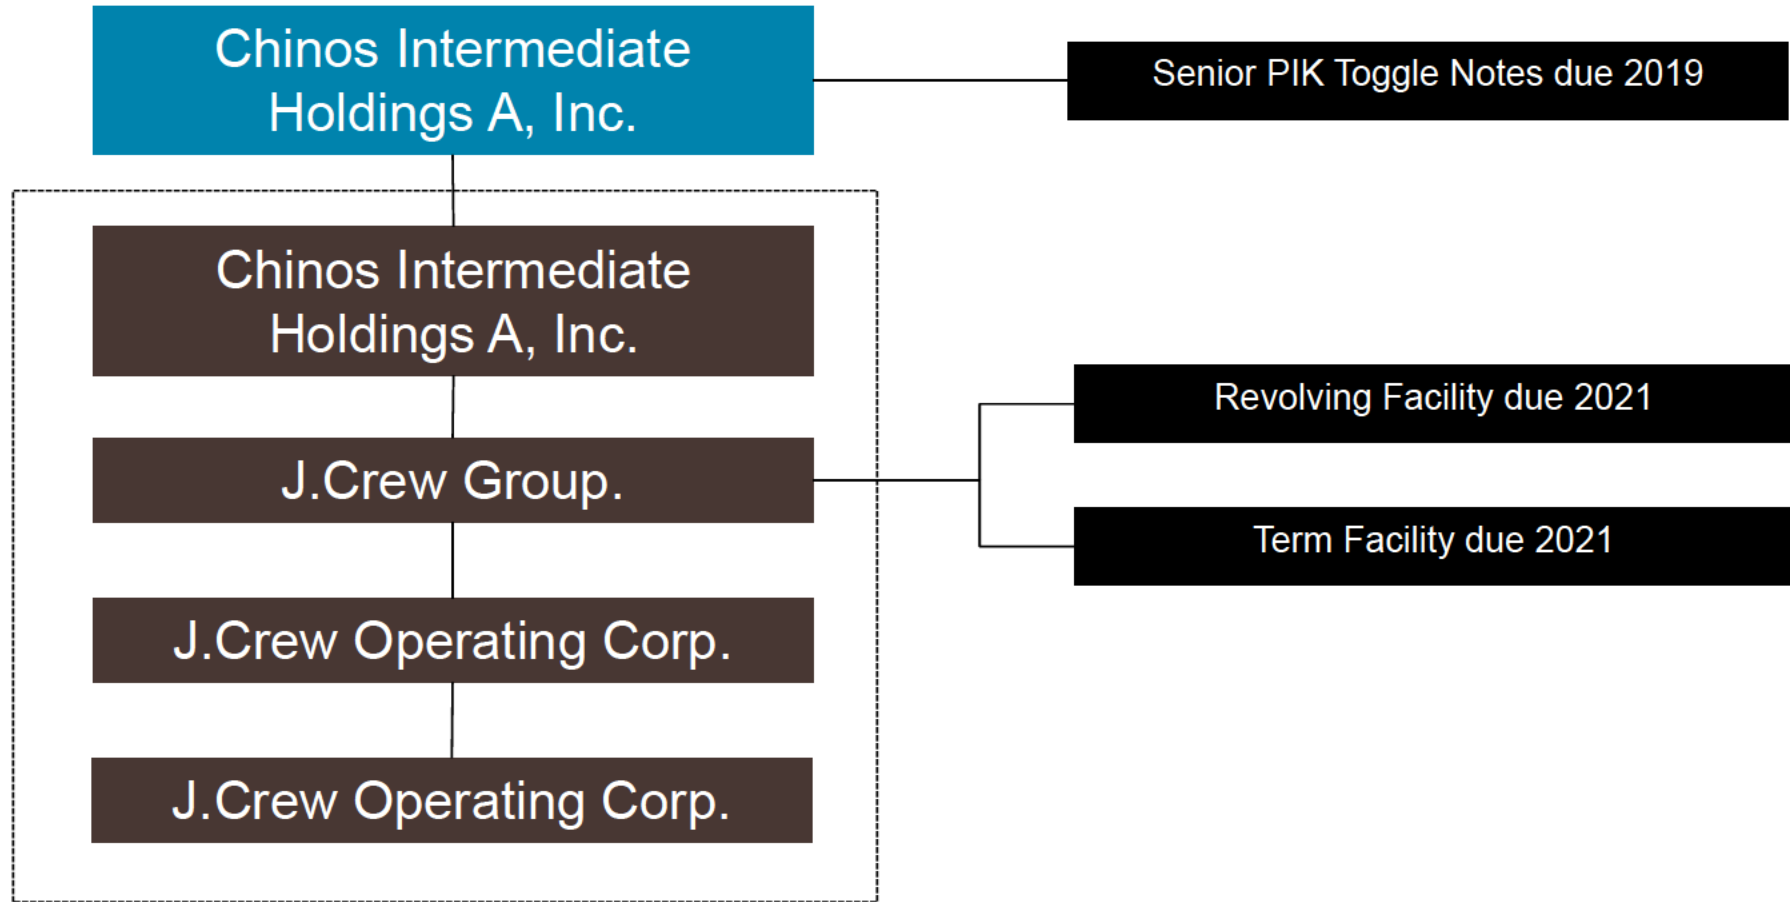 Chinos Intermediate
Holdings A, Inc.
Senior PIK Toggle Notes due 2019
Chinos Intermediate
Holdings A, Inc.
J.Crew Group.
Revolving Facility due 2021
Term Facility due 2021
J.Crew Operating Corp.
J.Crew Operating Corp.